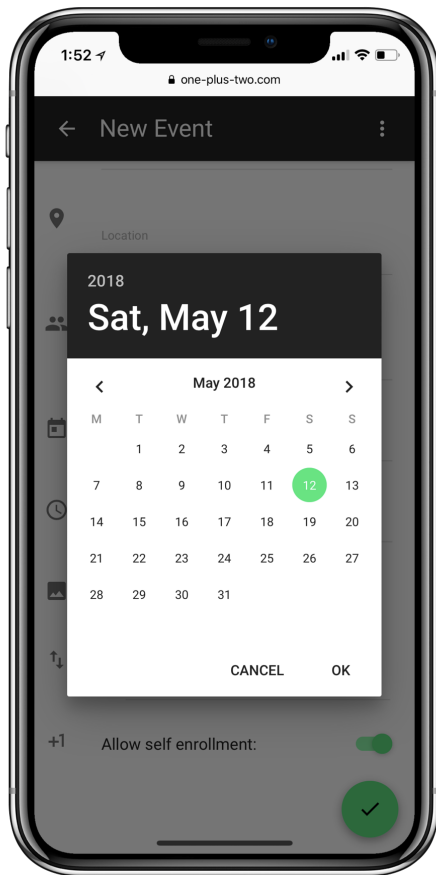 1:52
one-plus-two.com
New Event
Location
2018
Sat, May 12
May 2018
M T W T F S S
1 2 3 4 5 6
7 8 9 10 11 12 13
14 15 16 17 18 19 20
21 22 23 24 25 26 27
28 29 30 31
CANCEL OK
+1 Allow self enrollment: